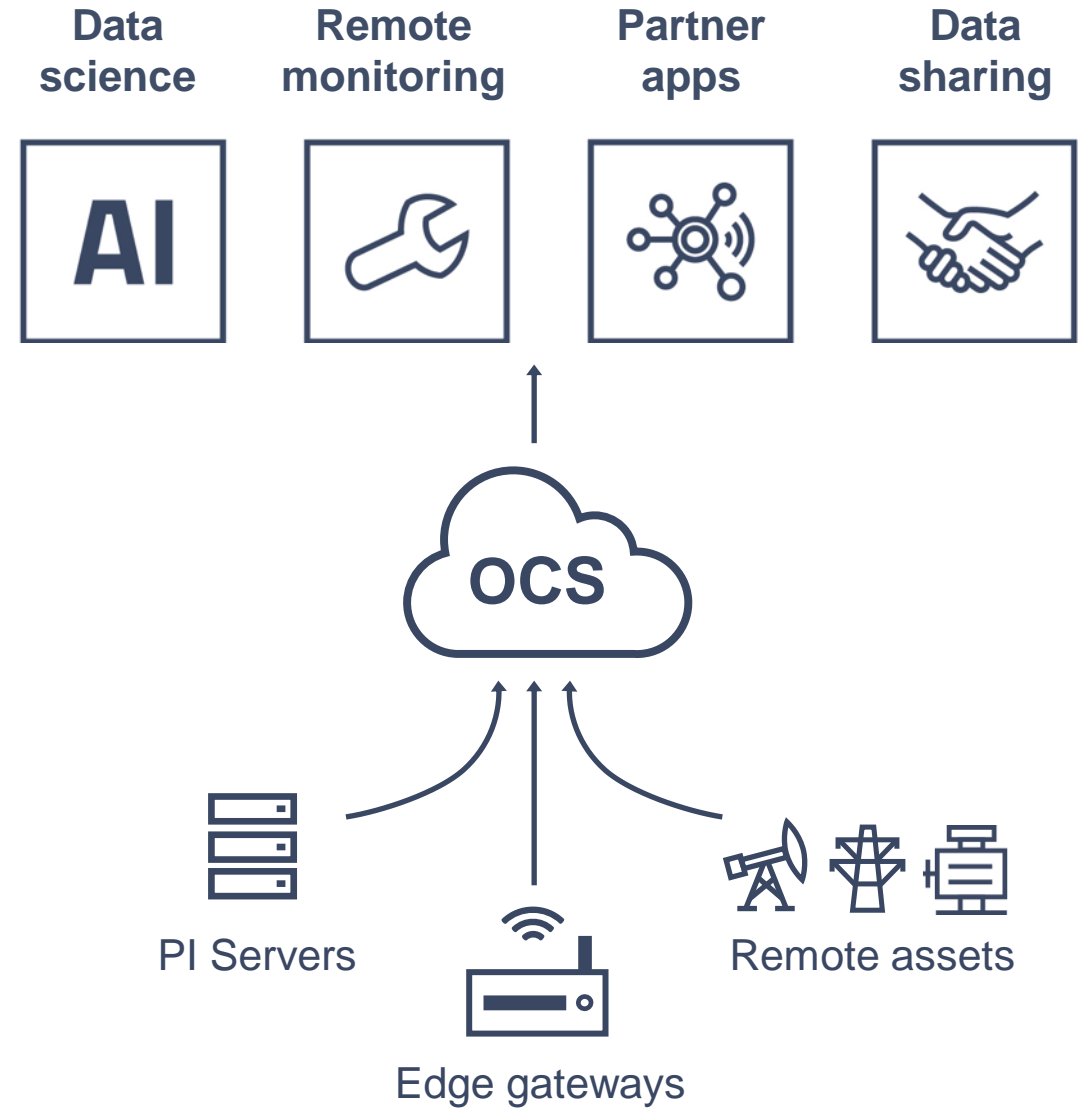 Data
science
Remote
monitoring
Partner
apps
Data
sharing
AI
OCS
PI Servers
Remote assets
Edge gateways